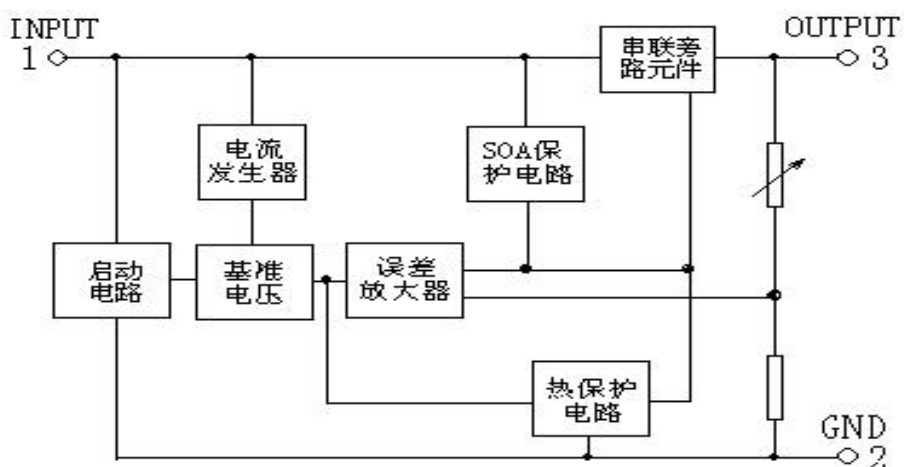 INPUT
1
OUTPUT
3
串联旁
路元件
电流
发生器
SOA保
护电路
启动
电路
基准
电压
误差
放大器
热保护
电路
GND
2